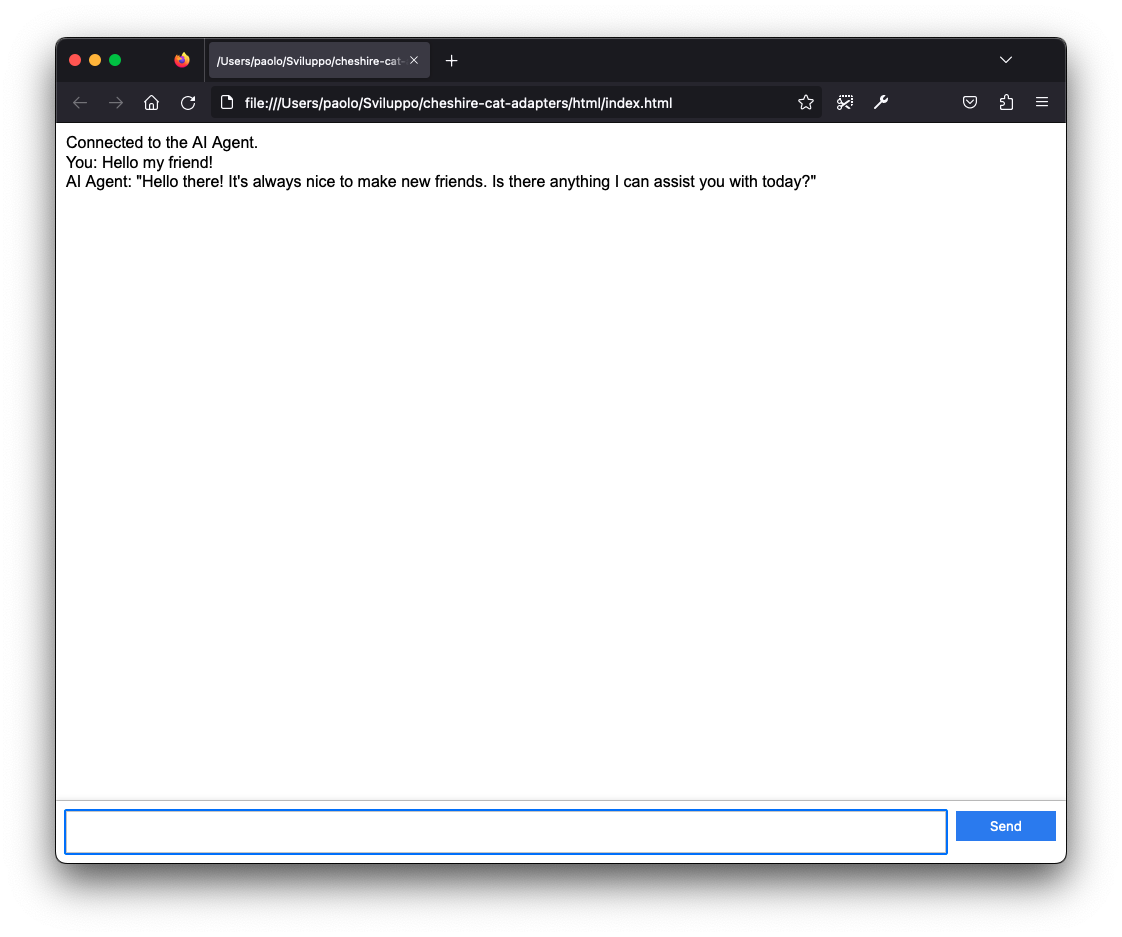 /Users/paolo/Sviluppo/cheshire-cat-
file:///Users/paolo/Sviluppo/cheshire-cat-adapters/html/index.html
Connected to the AI Agent.
You: Hello my friend!
AI Agent: "Hello there! It's always nice to make new friends. Is there anything I can assist you with today?"
Send